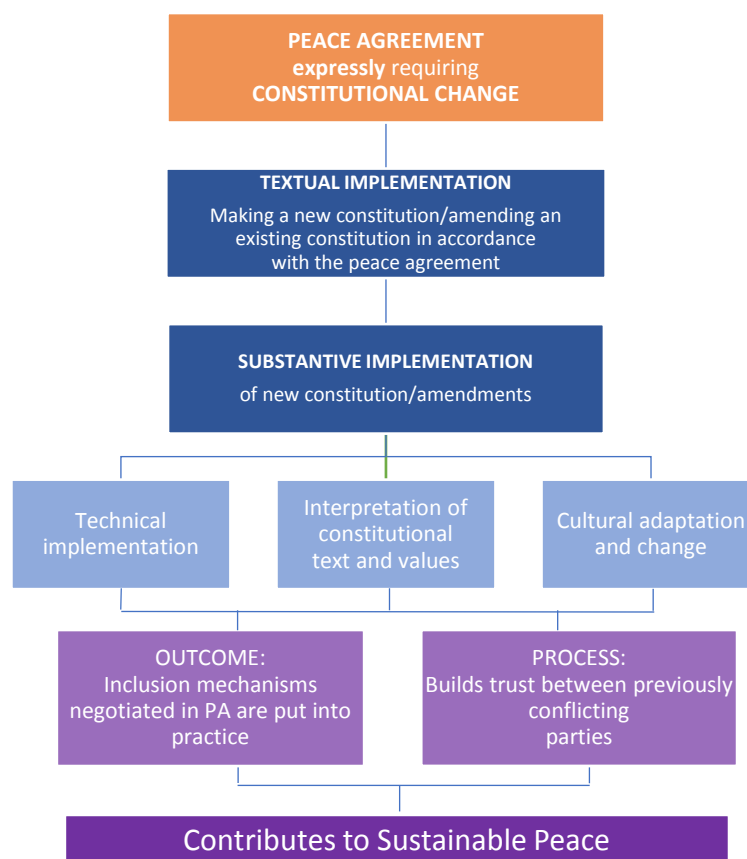 PEACE AGREEMENT
expressly requiring
CONSTITUTIONAL CHANGE
TEXTUAL IMPLEMENTATION
Making a new constitution/amending an
existing constitution in accordance
with the peace agreement
SUBSTANTIVE IMPLEMENTATION
of new constitution/amendments
Technical
implementation
Interpretation of
constitutional
text and values
Cultural adaptation
and change
OUTCOME:
Inclusion mechanisms
negotiated in PA are put into
practice
PROCESS:
Builds trust between previously
conflicting
parties
Contributes to Sustainable Peace